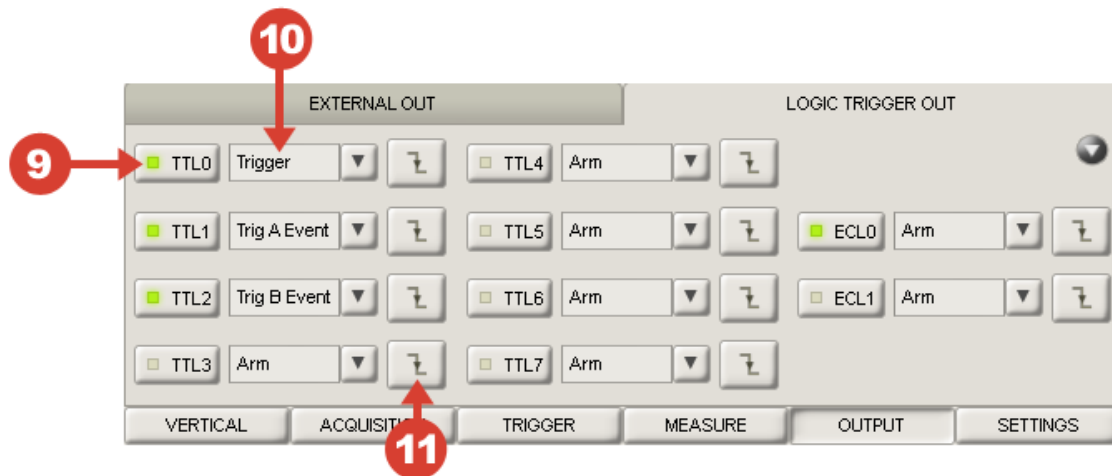 10
EXTERNAL OUT
LOGIC TRIGGER OUT
9
TTL0 Trigger
TTL4 Arm
TTL1 Trig A Event
TTL5 Arm
ECL0 Arm
TTL2 Trig B Event
TTL6 Arm
ECL1 Arm
TTL3 Arm
TTL7 Arm
VERTICAL
ACQUISITI
11
TRIGGER
MEASURE
OUTPUT
SETTINGS